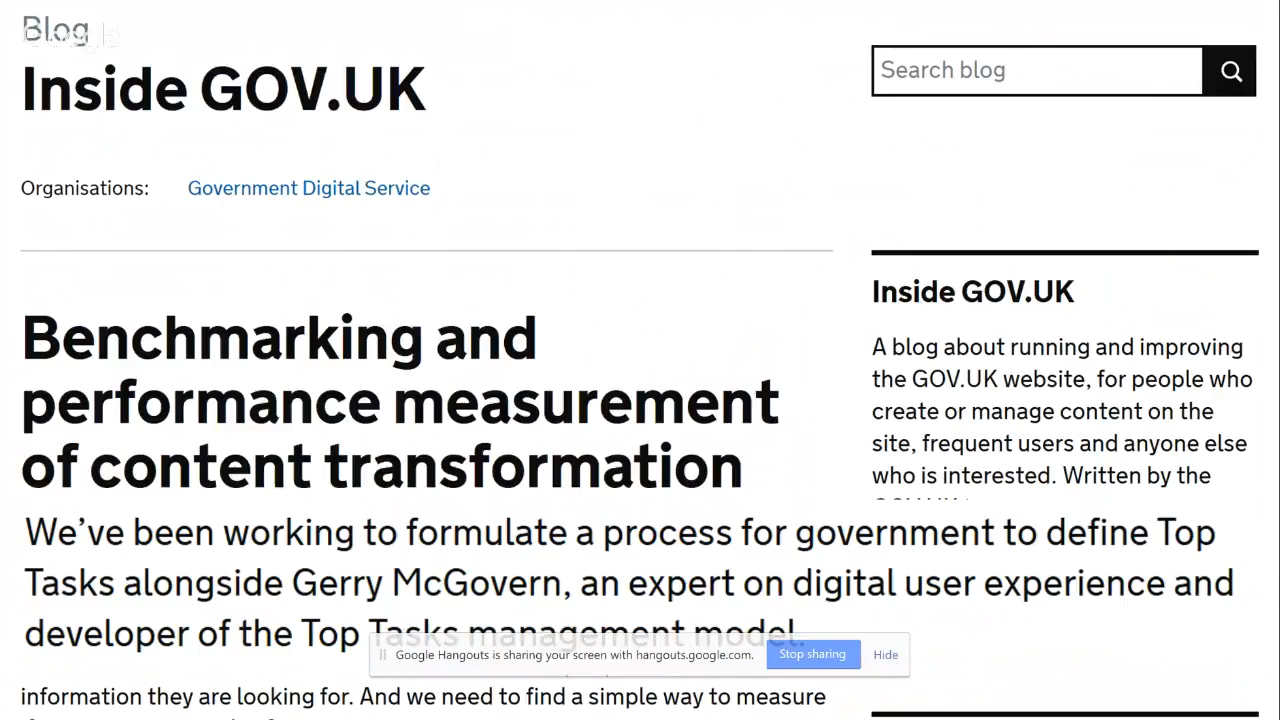 Blog
Google
Inside GOV.UK
Search blog
Organisations: Government Digital Service
Benchmarking and
performance measurement
of content transformation
Inside GOV.UK
A blog about running and improving
the GOV.UK website, for people who
create or manage content on the
site, frequent users and anyone else
who is interested. Written by the
We’ve been working to formulate a process for government to define Top
Tasks alongside Gerry McGovern, an expert on digital user experience and
developer of the Top Tasks management model.
Google Hangouts is sharing your screen with hangouts.google.com. Stop sharing Hide
information they are looking for. And we need to find a simple way to measure